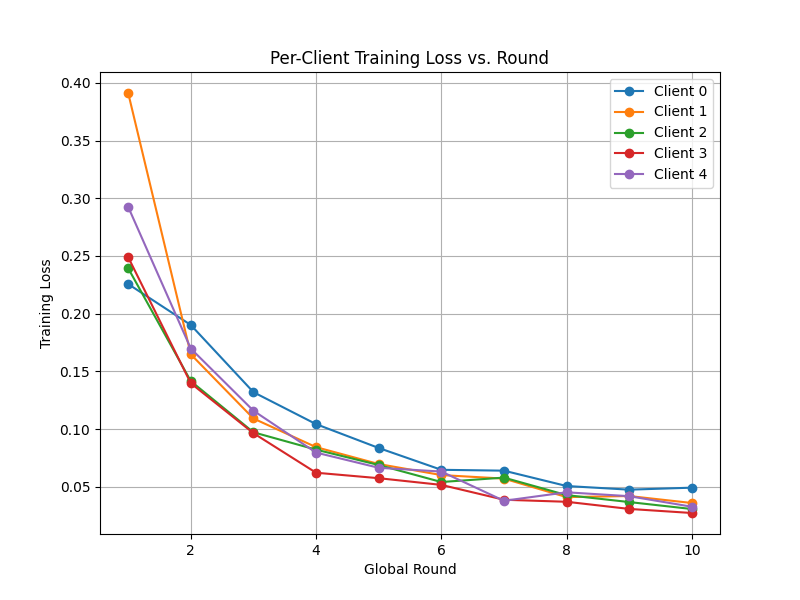 Per-Client Training Loss vs. Round
0.40
0.35
0.30
0.25
0.20
0.15
0.10
0.05
Training Loss
Client 0
Client 1
Client 2
Client 3
Client 4
2
4
6
8
10
Global Round